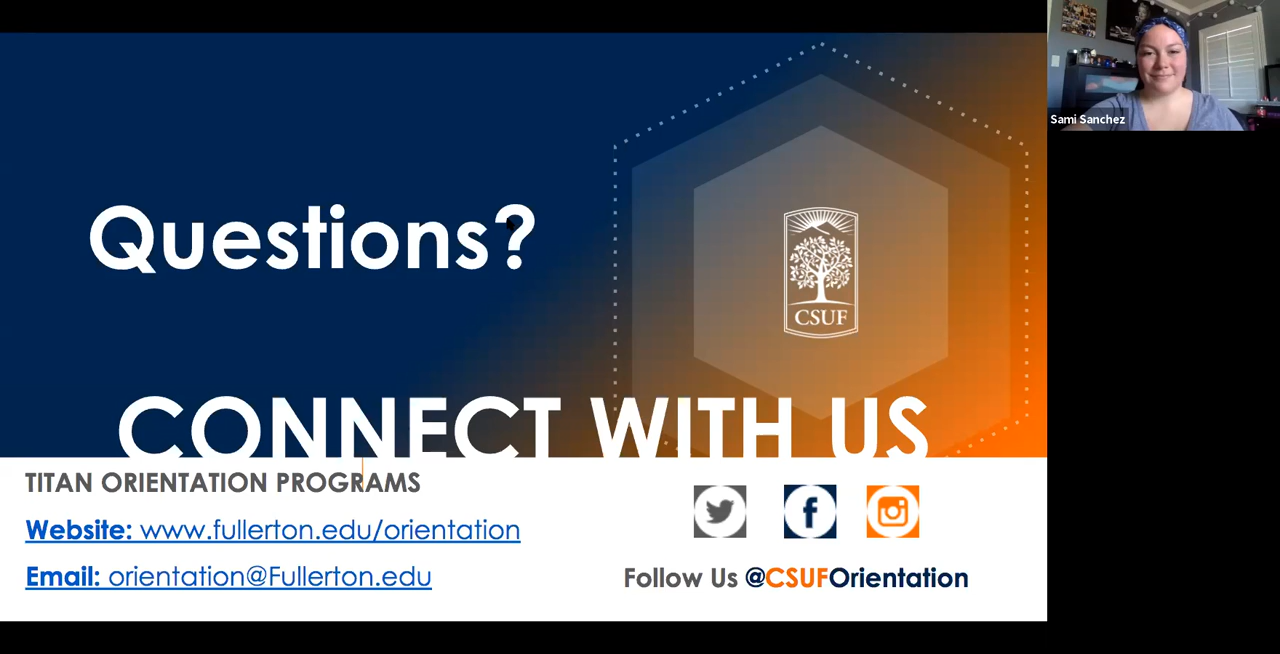 Questions?
CSUF
CONNECT WITH US
TITAN ORIENTATION PROGRAMS
Website: www.fullerton.edu/orientation
Email: orientation@Fullerton.edu
Follow Us @CSUFOrientation
Sami Sanchez